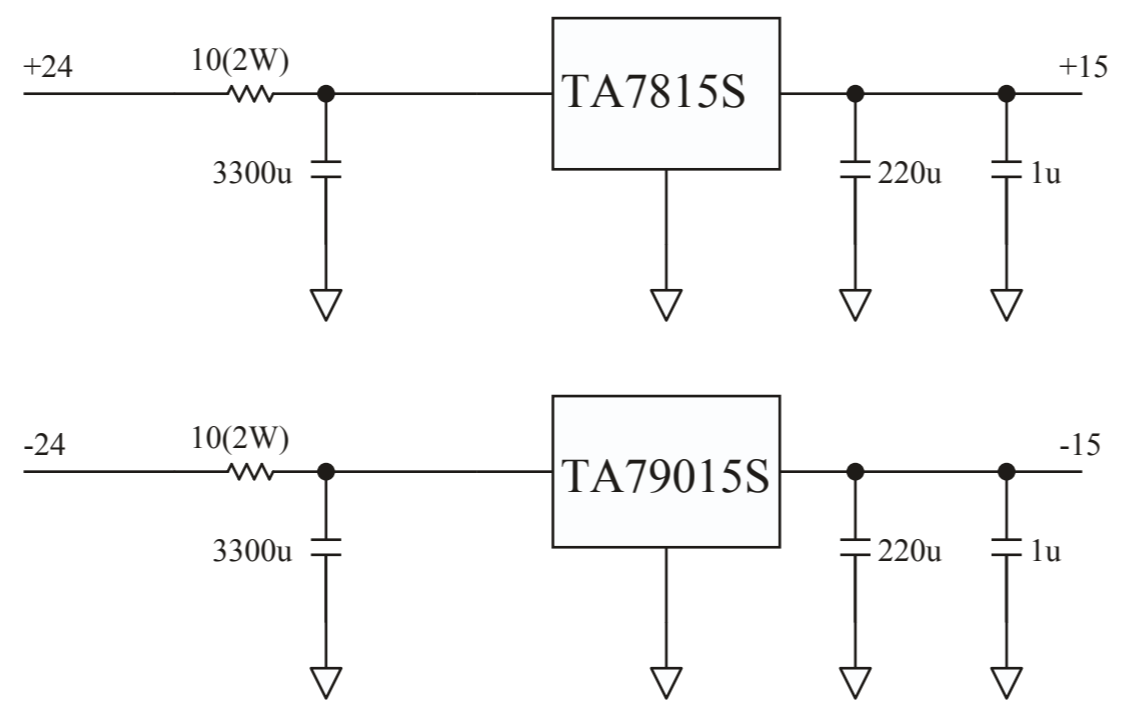 +24
10(2W)
TA7815S
+15
3300u
220u
1u
-24
10(2W)
TA79015S
-15
3300u
220u
1u